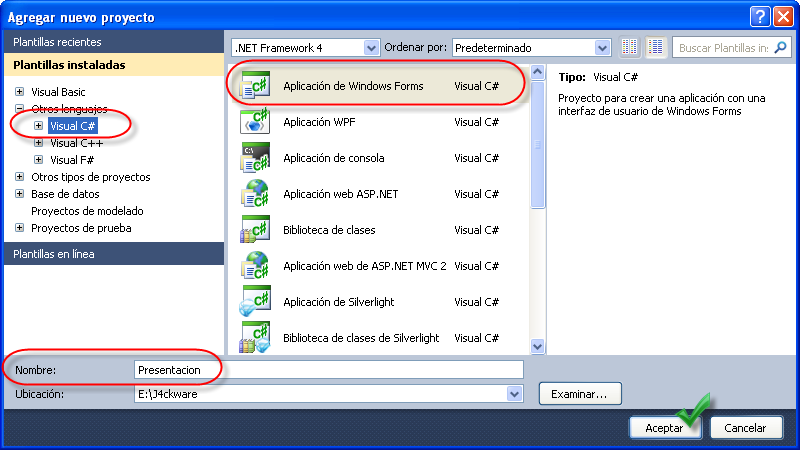 Agregar nuevo proyecto
Plantillas recientes
Plantillas instaladas
Visual Basic
Otros lenguajes
Visual C#
Visual C++
Visual F#
Otros tipos de proyectos
Base de datos
Proyectos de modelado
Proyectos de prueba
Plantillas en línea
.NET Framework 4 Ordenar por: Predeterminado
Buscar Plantillas ins
Aplicación de Windows Forms Visual C#
Aplicación WPF Visual C#
Aplicación de consola Visual C#
Aplicación web ASP.NET Visual C#
Biblioteca de clases Visual C#
Aplicación web de ASP.NET MVC 2 Visual C#
Aplicación de Silverlight Visual C#
Biblioteca de clases de Silverlight Visual C#
Tipo: Visual C#
Proyecto para crear una aplicación con una
interfaz de usuario de Windows Forms
Nombre: Presentacion
Ubicación: E:\J4ckware
Examinar...
Aceptar Cancelar